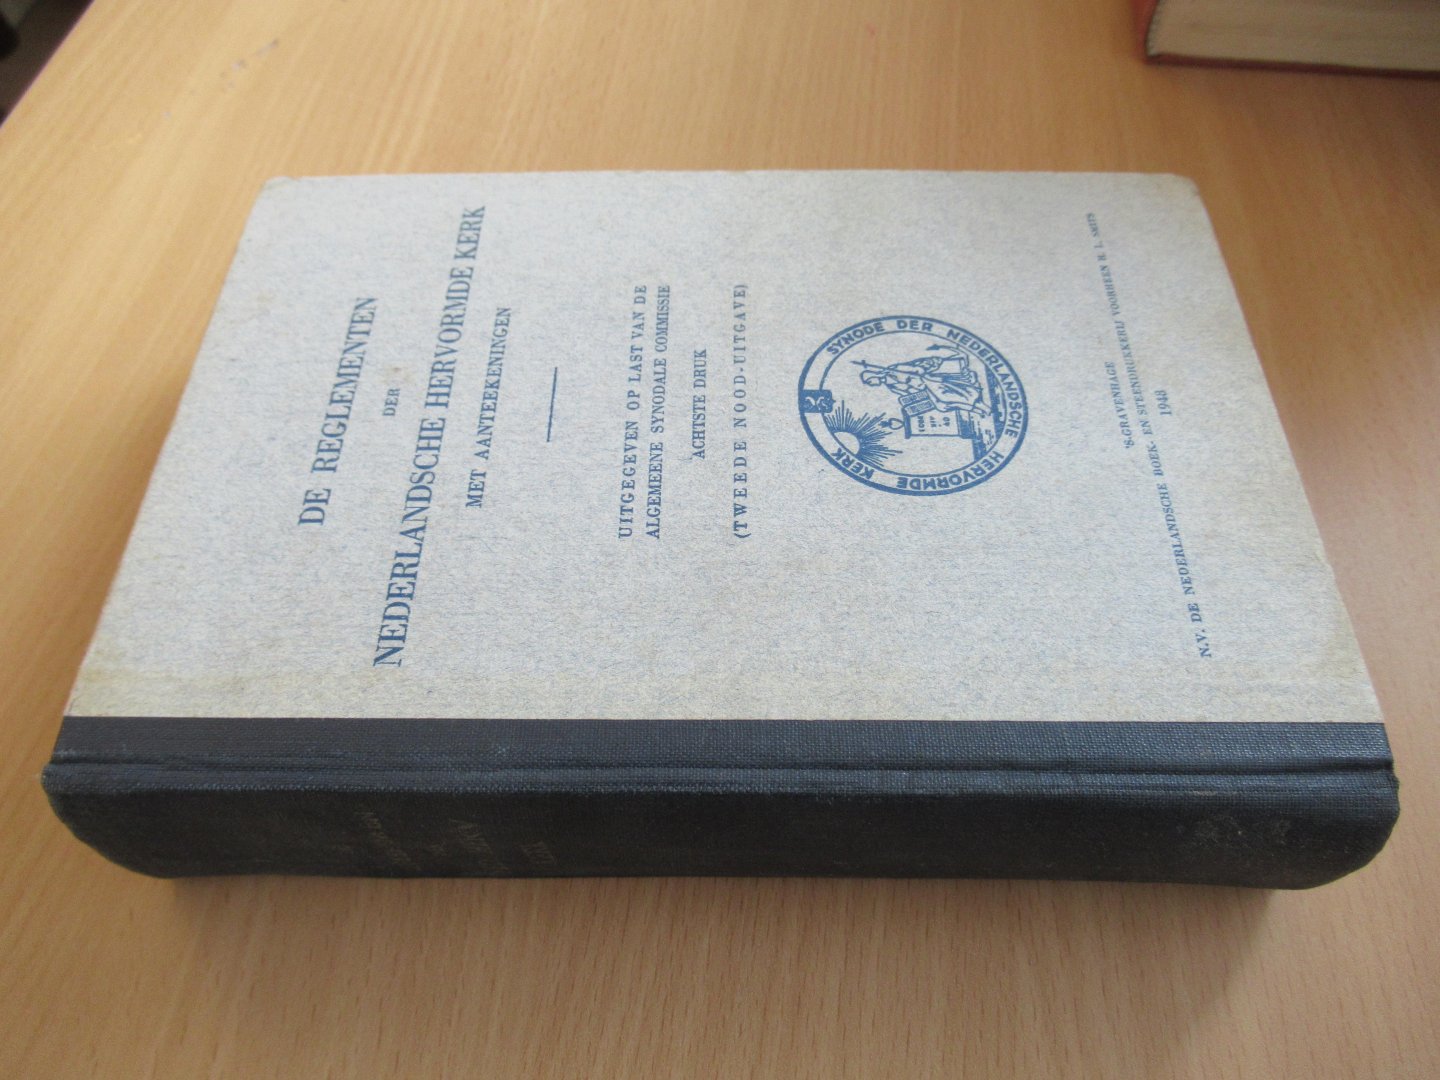 DE REGLEMENTEN
DER
NEDERLANDSCHE HERVORMDE KERK
MET AANTEEKENINGEN
UITGEGEVEN OP LAST VAN DE
ALGEMEENE SYNODALE COMMISSIE
ACHTSTE DRUK
(TWEEDE NOOD-UITGAVE)
SYNODE DER NEDERLANDSCHE HERVORMDE KERK
'S-GRAVENHAGE
N.V. DE NEDERLANDSCHE BOEK- EN STEENDRUKKERIJ VOORHEEN H. L. SMITS
1948